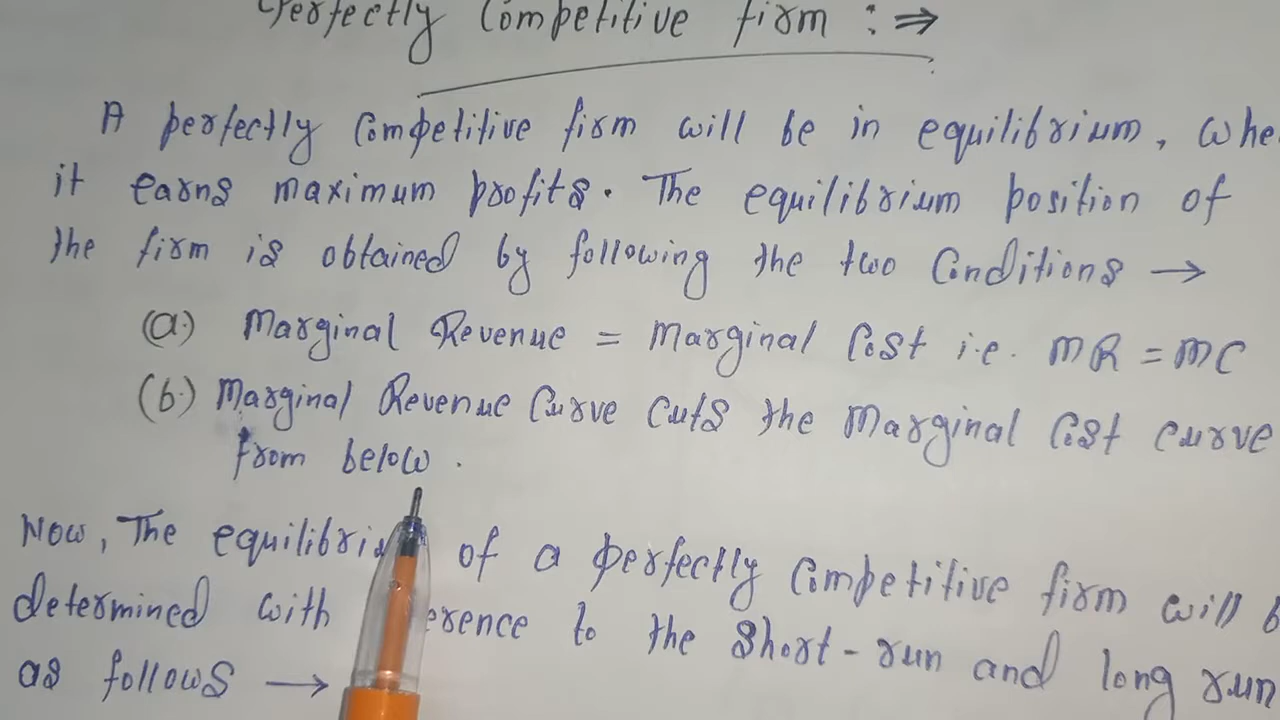 Perfectly Competitive firm :⇒
A perfectly Competitive firm will be in equilibrium, whe
it earns maximum profits. The equilibrium position of
the firm is obtained by following the two Conditions →
(a.) Marginal Revenue = Marginal Cost i.e. MR = MC
(b.) Marginal Revenue Curve cuts the Marginal Cost curve
from below.
Now, The equilibri of a perfectly Competitive firm will b
determined with erence to the Short-run and long run
as follows →